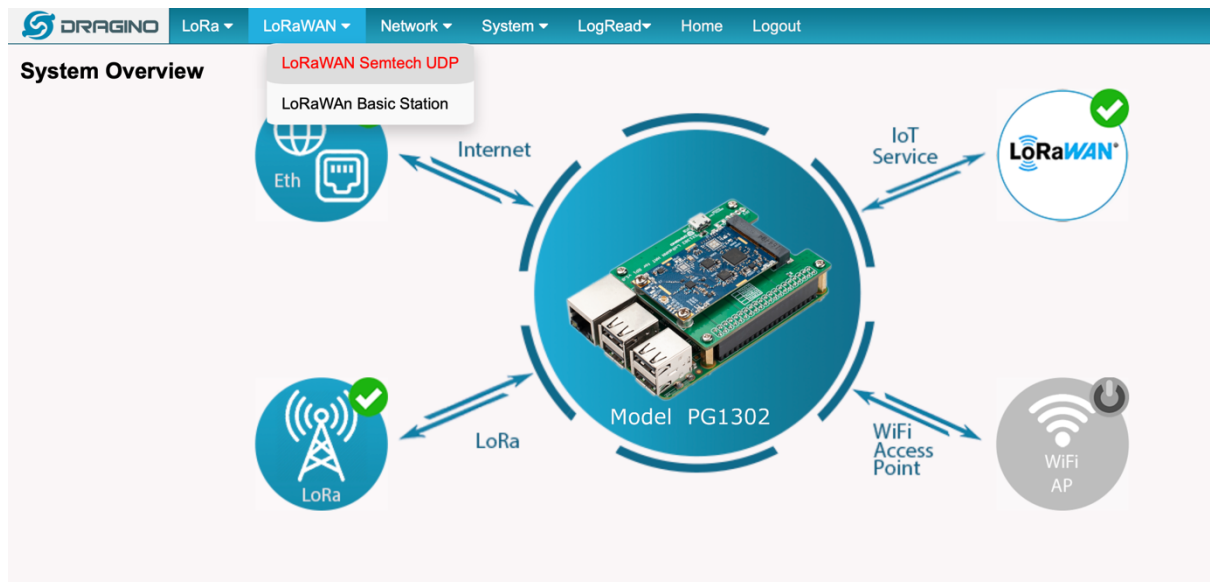 DRAGINO LoRa LoRaWAN Network System LogRead Home Logout
System Overview
LoRaWAN Semtech UDP
LoRaWAn Basic Station
Eth
Internet
IoT
Service
LoRaWAN®
Model PG1302
LoRa
LoRa
WiFi
Access
Point
WiFi
AP